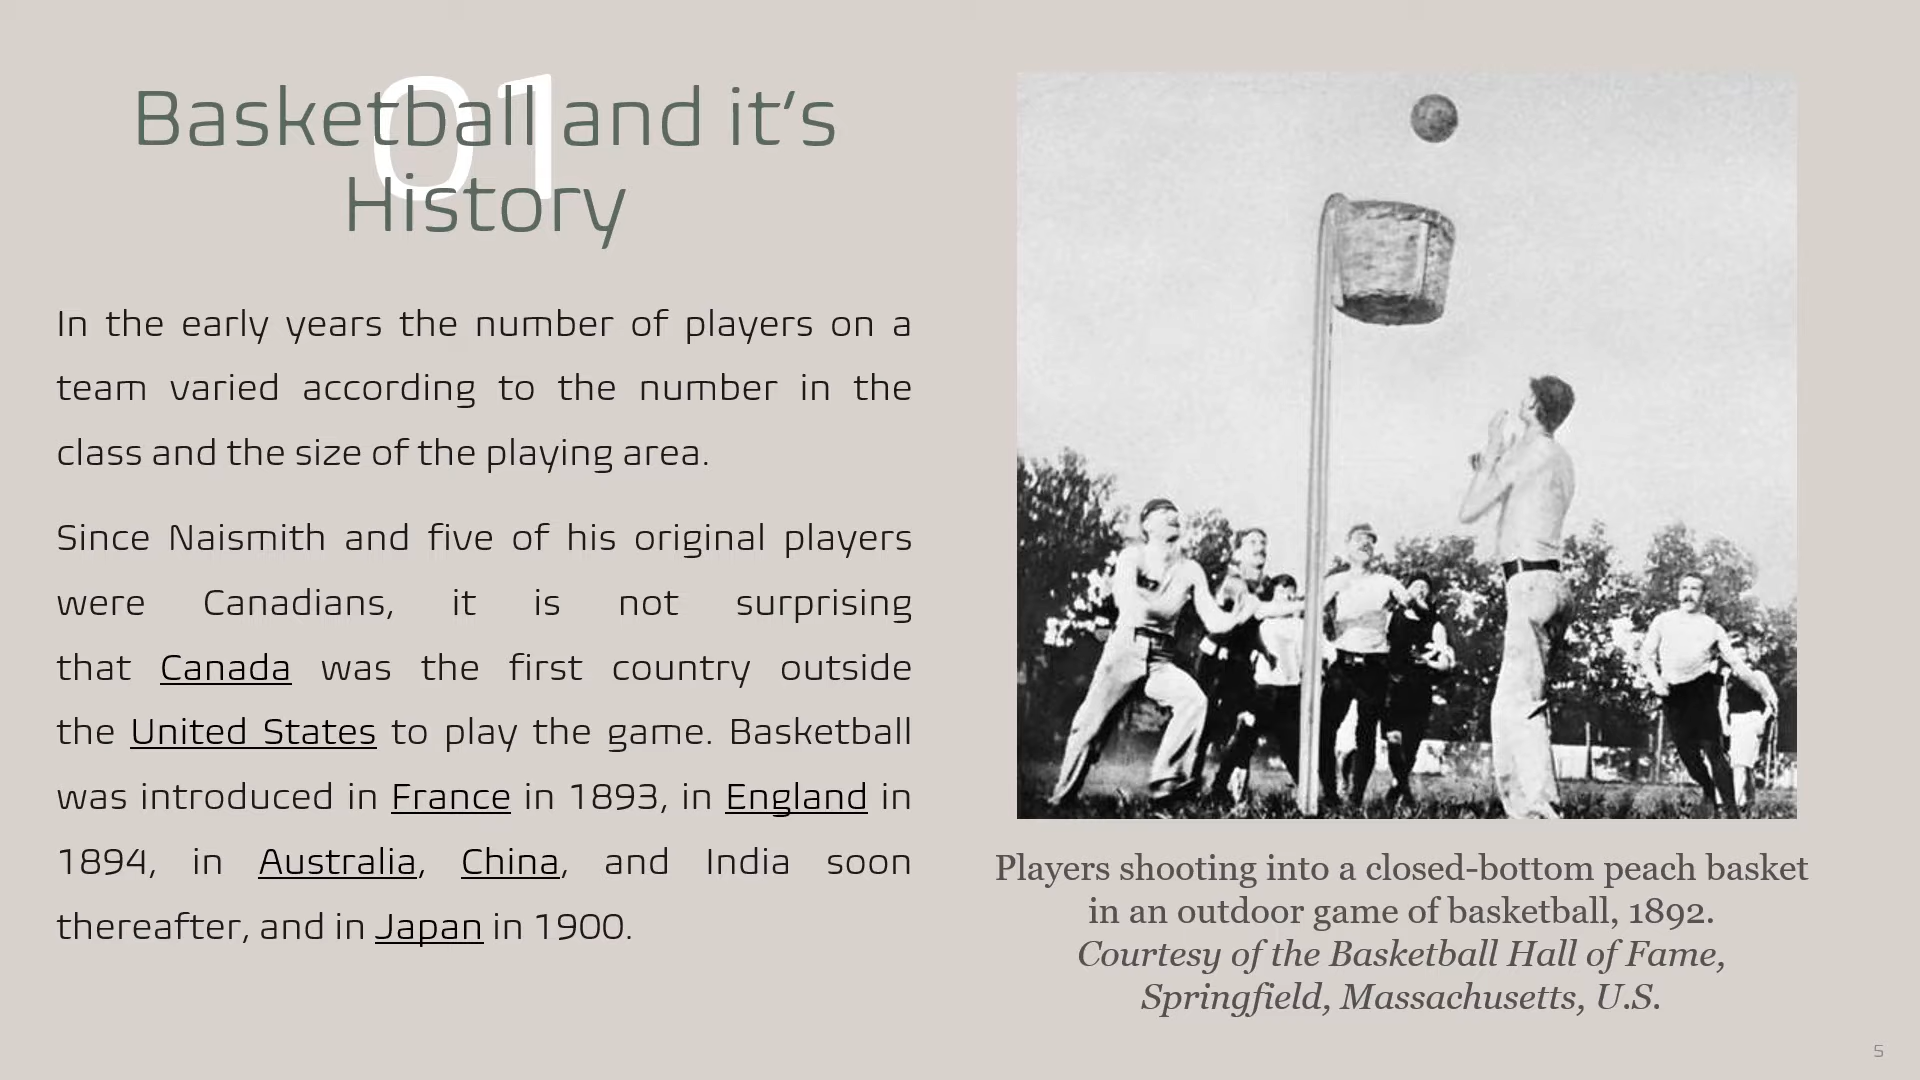 01
Basketball and it’s
History
In the early years the number of players on a
team varied according to the number in the
class and the size of the playing area.
Since Naismith and five of his original players
were Canadians, it is not surprising
that Canada was the first country outside
the United States to play the game. Basketball
was introduced in France in 1893, in England in
1894, in Australia, China, and India soon
thereafter, and in Japan in 1900.
Players shooting into a closed-bottom peach basket
in an outdoor game of basketball, 1892.
Courtesy of the Basketball Hall of Fame,
Springfield, Massachusetts, U.S.
5